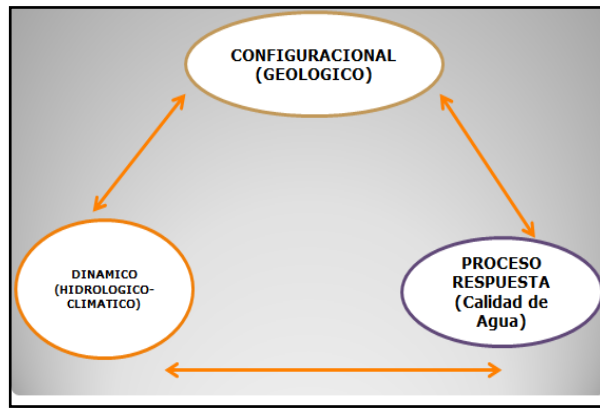 CONFIGURACIONAL
(GEOLOGICO)
DINAMICO
(HIDROLOGICO-
CLIMATICO)
PROCESO
RESPUESTA
(Calidad de
Agua)